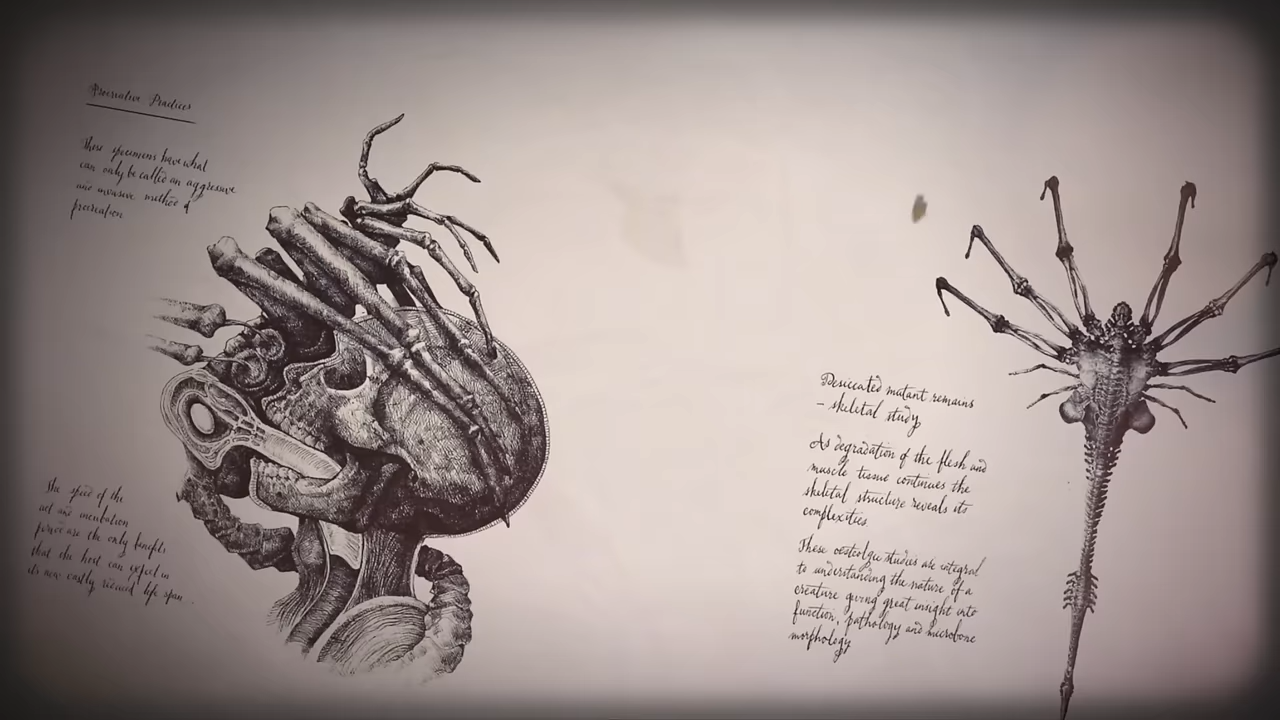 Procreative Practices
These specimens have what
can only be called an aggressive
and invasive method of
procreation
The speed of the
act and incubation
period are the only benefits
that the host can expect in
its now vastly reduced life span
Desiccated mutant remains
- skeletal study
As degradation of the flesh and
muscle tissue continues the
skeletal structure reveals its
complexities
These osteology studies are integral
to understanding the nature of a
creature giving great insight into
function, pathology and microbone
morphology